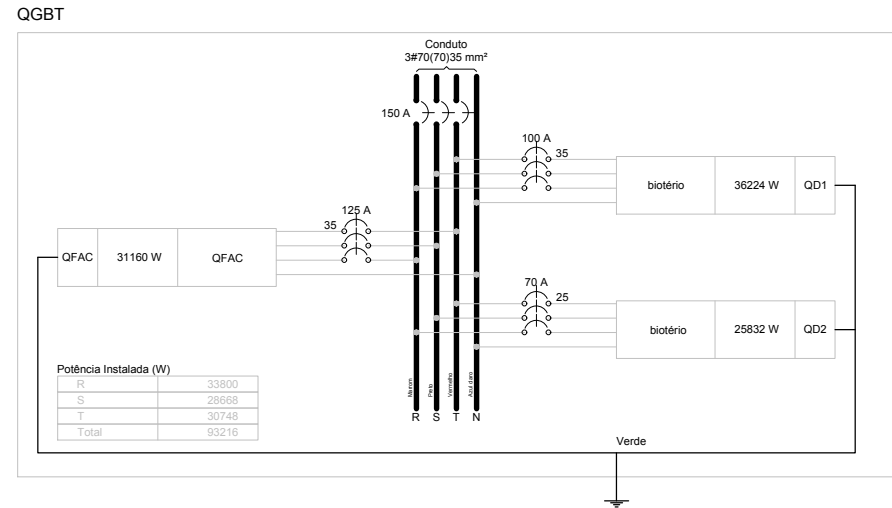 QGBT
Conduto
3#70(70)35 mm²
150 A
100 A
35
biotério 36224 W QD1
125 A
35
QFAC 31160 W QFAC
70 A
25
biotério 25832 W QD2
Potência Instalada (W)
R 33800
S 28668
T 30748
Total 93216
Marrom
Preto
Vermelho
Azul claro
R S T N
Verde